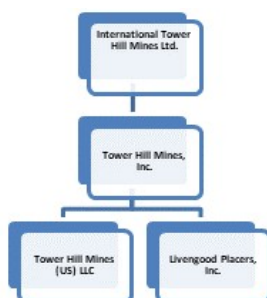 International Tower
Hill Mines Ltd.
Tower Hill Mines,
Inc.
Tower Hill Mines
(US) LLC
Livengood Placers,
Inc.